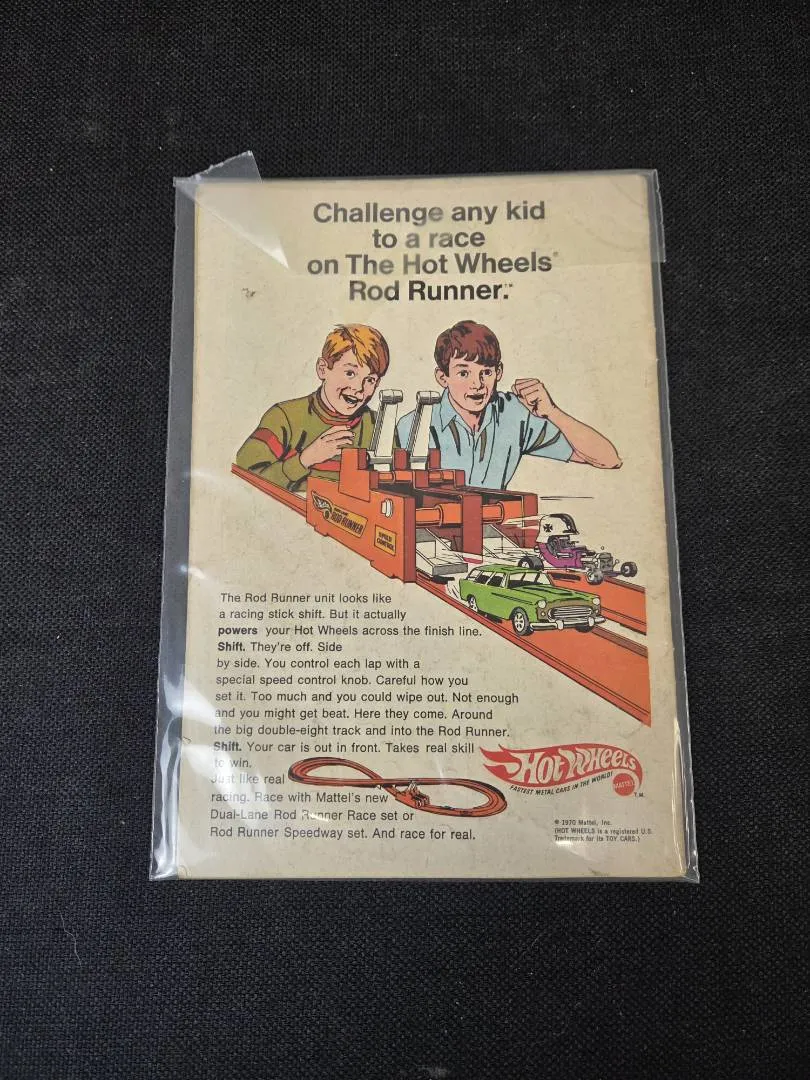 Challenge any kid
to a race
on The Hot Wheels®
Rod Runner.™
HOT WHEELS
ROD RUNNER
SPEED
CONTROL
The Rod Runner unit looks like
a racing stick shift. But it actually
powers your Hot Wheels across the finish line.
Shift. They're off. Side
by side. You control each lap with a
special speed control knob. Careful how you
set it. Too much and you could wipe out. Not enough
and you might get beat. Here they come. Around
the big double-eight track and into the Rod Runner.
Shift. Your car is out in front. Takes real skill
to win.
Just like real
racing. Race with Mattel's new
Dual-Lane Rod Runner Race set or
Rod Runner Speedway set. And race for real.
Hot Wheels
FASTEST METAL CARS IN THE WORLD!
MATTEL
T.M.
© 1970 Mattel, Inc.
(HOT WHEELS is a registered U.S.
Trademark for its TOY CARS.)